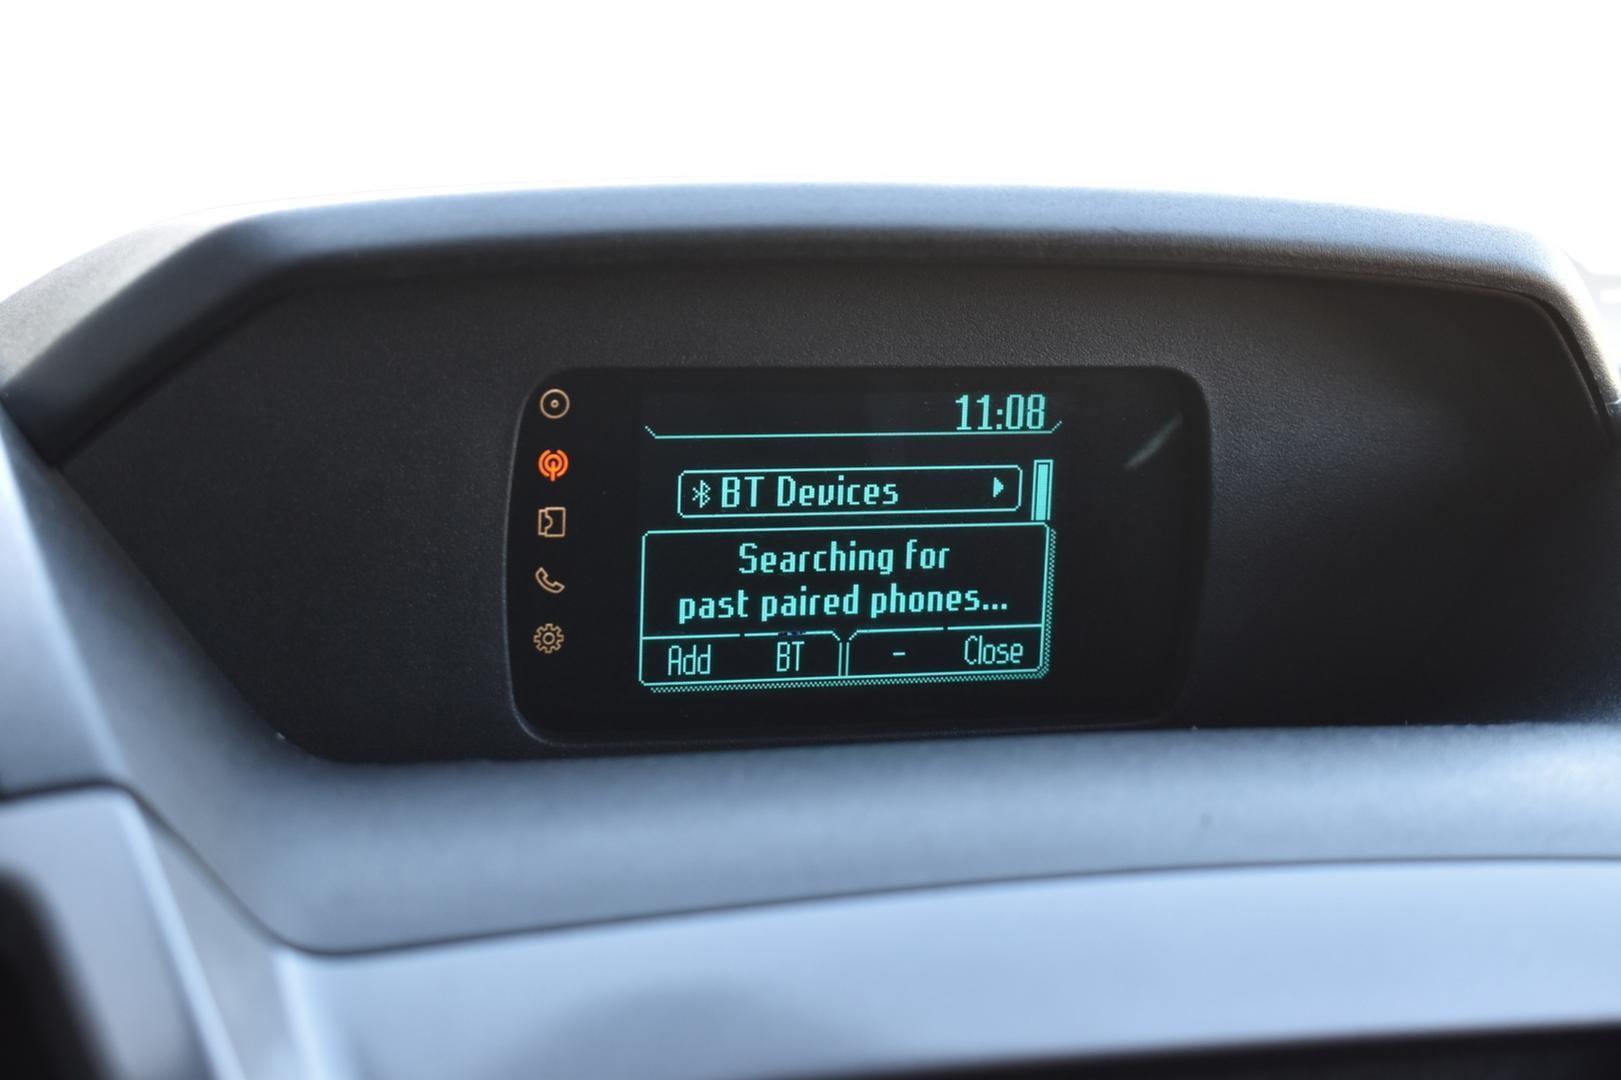 11:08
BT Devices
Searching for
past paired phones...
Add BT - Close